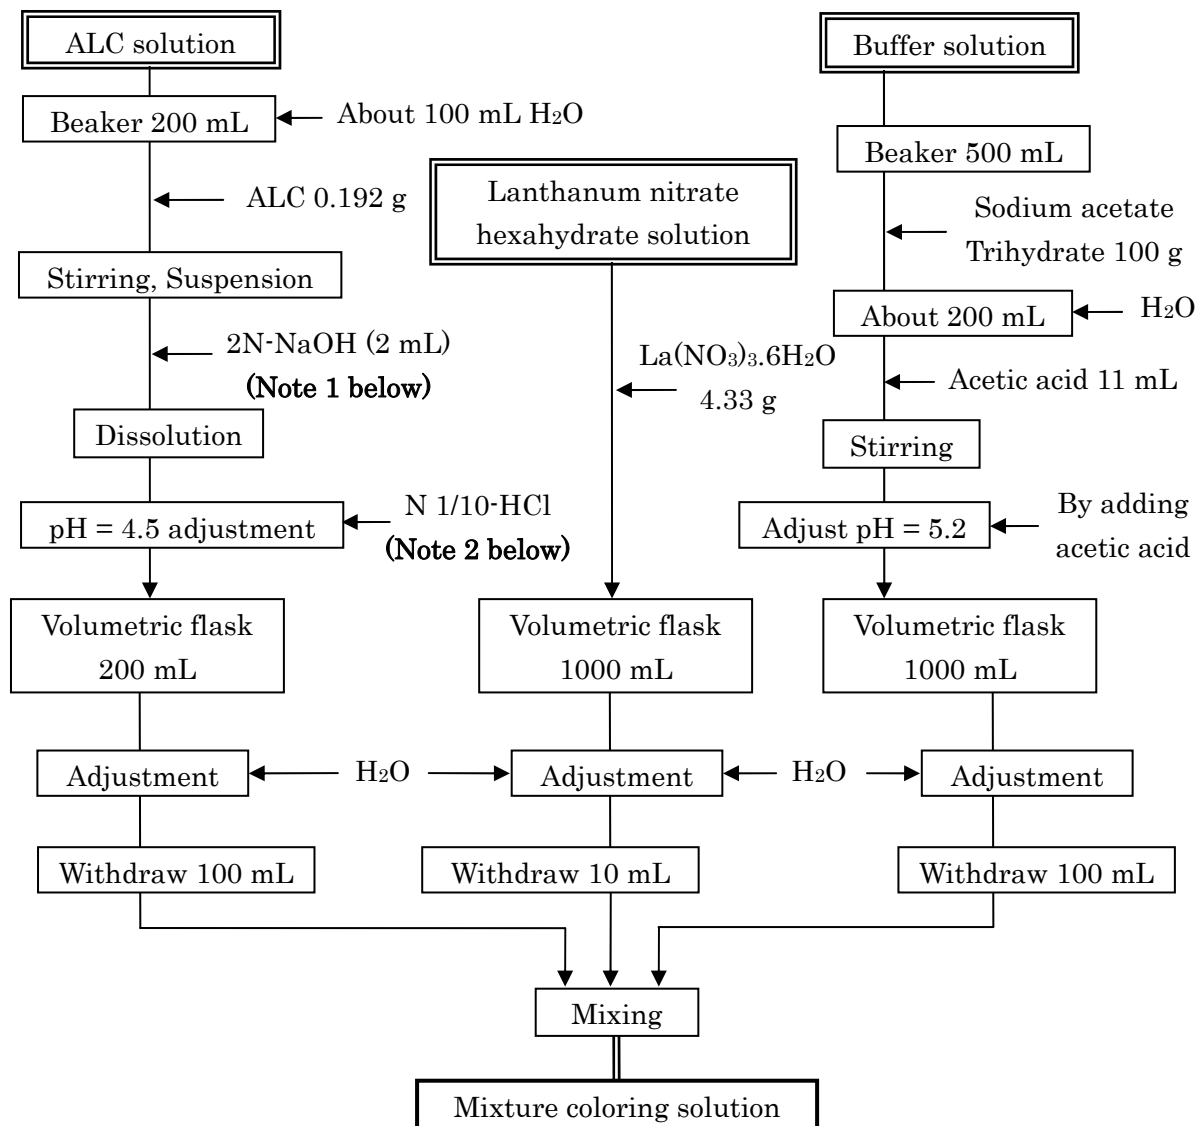 ALC solution
Beaker 200 mL
About 100 mL H₂O
ALC 0.192 g
Stirring, Suspension
2N-NaOH (2 mL)
(Note 1 below)
Dissolution
pH = 4.5 adjustment
N 1/10-HCl
(Note 2 below)
Volumetric flask
200 mL
Adjustment
H₂O
Withdraw 100 mL
Lanthanum nitrate
hexahydrate solution
La(NO₃)₃.6H₂O
4.33 g
Volumetric flask
1000 mL
Adjustment
H₂O
Withdraw 10 mL
Buffer solution
Beaker 500 mL
Sodium acetate
Trihydrate 100 g
About 200 mL
H₂O
Acetic acid 11 mL
Stirring
Adjust pH = 5.2
By adding
acetic acid
Volumetric flask
1000 mL
Adjustment
Withdraw 100 mL
Mixing
Mixture coloring solution